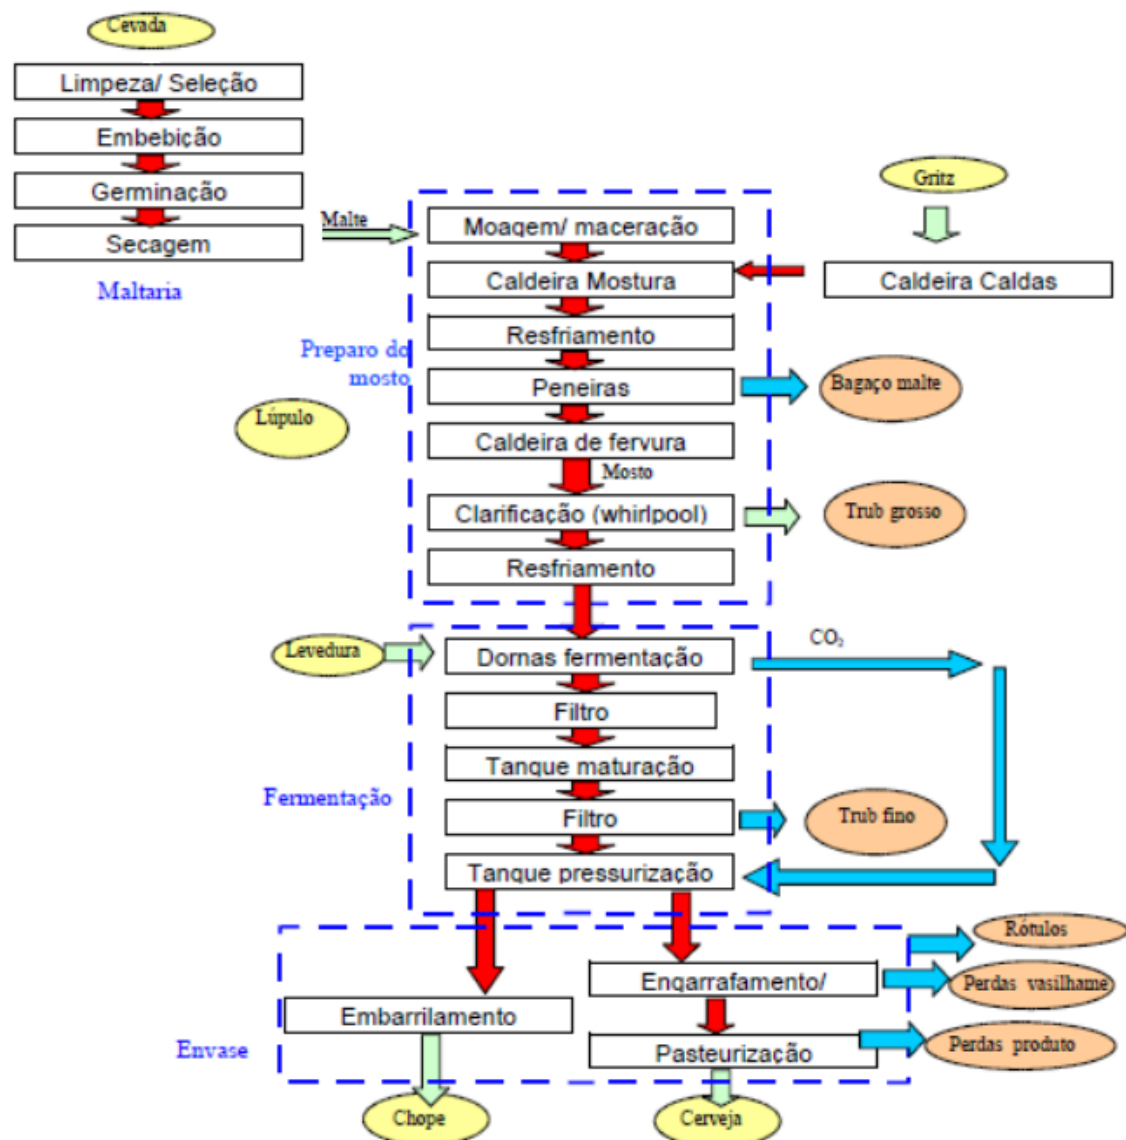 Cevada
Limpeza/ Seleção
Embebição
Germinação
Secagem
Maltaria
Malte
Gritz
Moagem/ maceração
Caldeira Mostura
Caldeira Caldas
Resfriamento
Preparo do
mosto
Peneiras
Bagaço malte
Lúpulo
Caldeira de fervura
Mosto
Clarificação (whirlpool)
Trub grosso
Resfriamento
Levedura
Dornas fermentação
CO₂
Filtro
Tanque maturação
Fermentação
Filtro
Trub fino
Tanque pressurização
Rótulos
Engarrafamento/
Perdas vasilhame
Embarrilamento
Envase
Pasteurização
Perdas produto
Chope
Cerveja